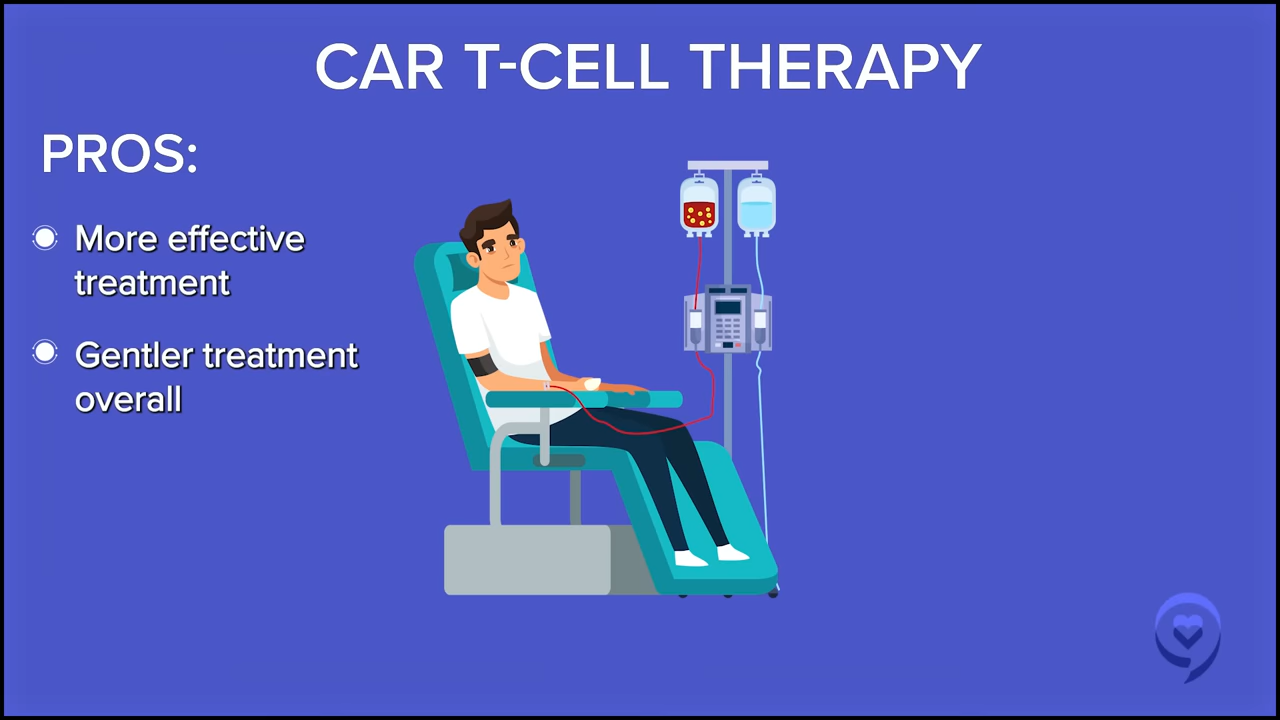 CAR T-CELL THERAPY
PROS:
More effective
treatment
Gentler treatment
overall